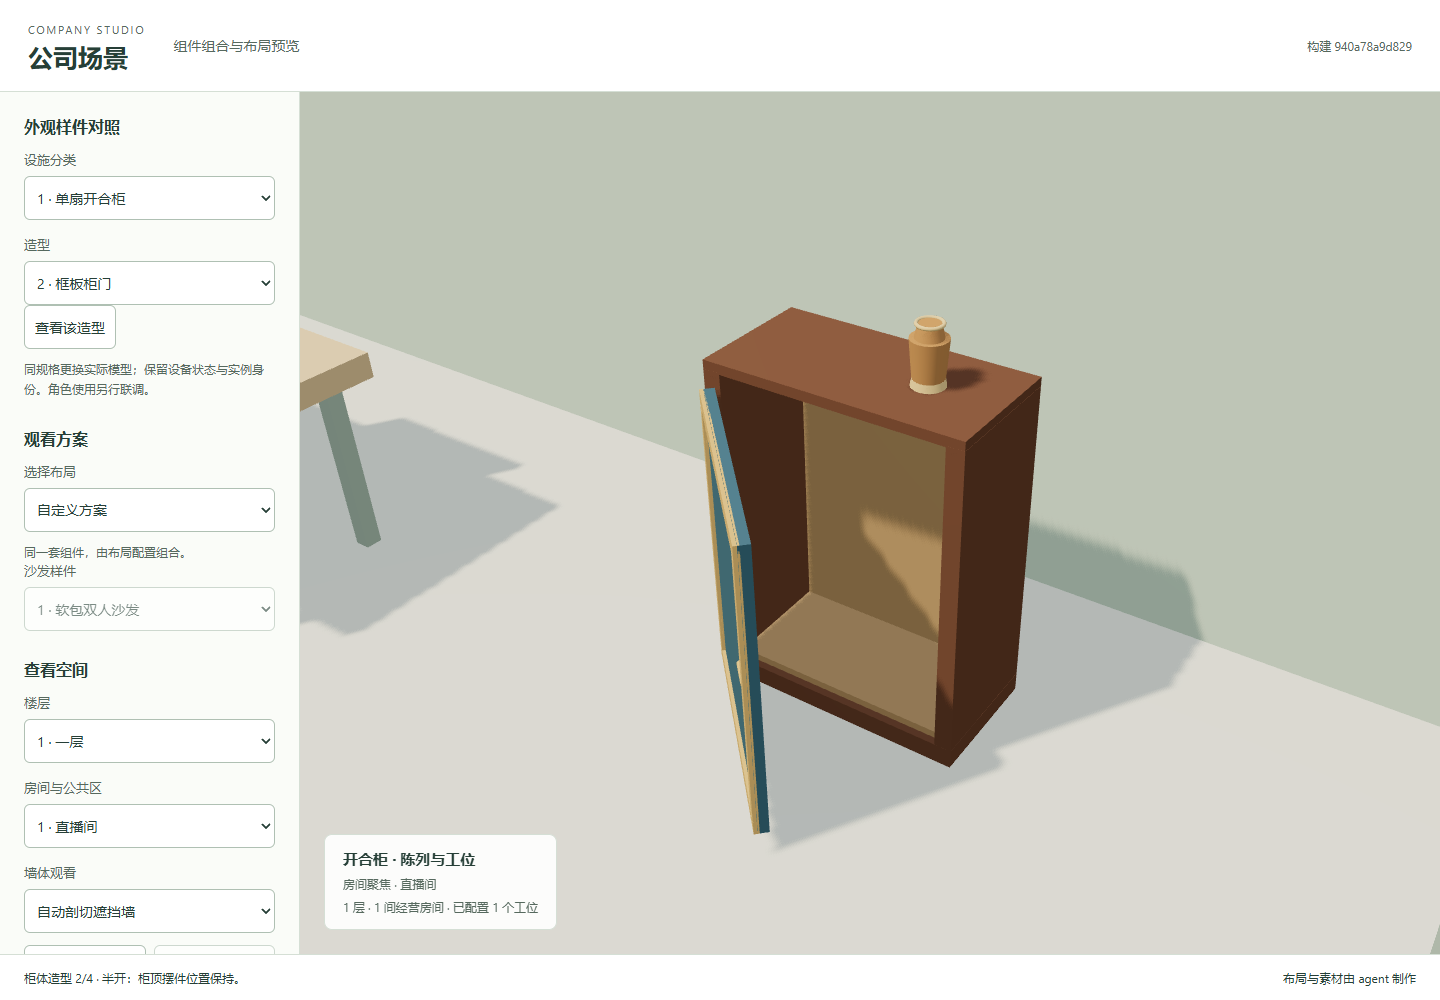 COMPANY STUDIO
公司场景
组件组合与布局预览
构建 940a78a9d829
外观样件对照
设施分类
1 · 单扇开合柜
造型
2 · 框板柜门
查看该造型
同规格更换实际模型；保留设备状态与实例身
份。角色使用另行联调。
观看方案
选择布局
自定义方案
同一套组件，由布局配置组合。
沙发样件
1 · 软包双人沙发
查看空间
楼层
1 · 一层
房间与公共区
1 · 直播间
墙体观看
自动剖切遮挡墙
开合柜 · 陈列与工位
房间聚焦 · 直播间
1 层 · 1 间经营房间 · 已配置 1 个工位
柜体造型 2/4 · 半开：柜顶摆件位置保持。
布局与素材由 agent 制作